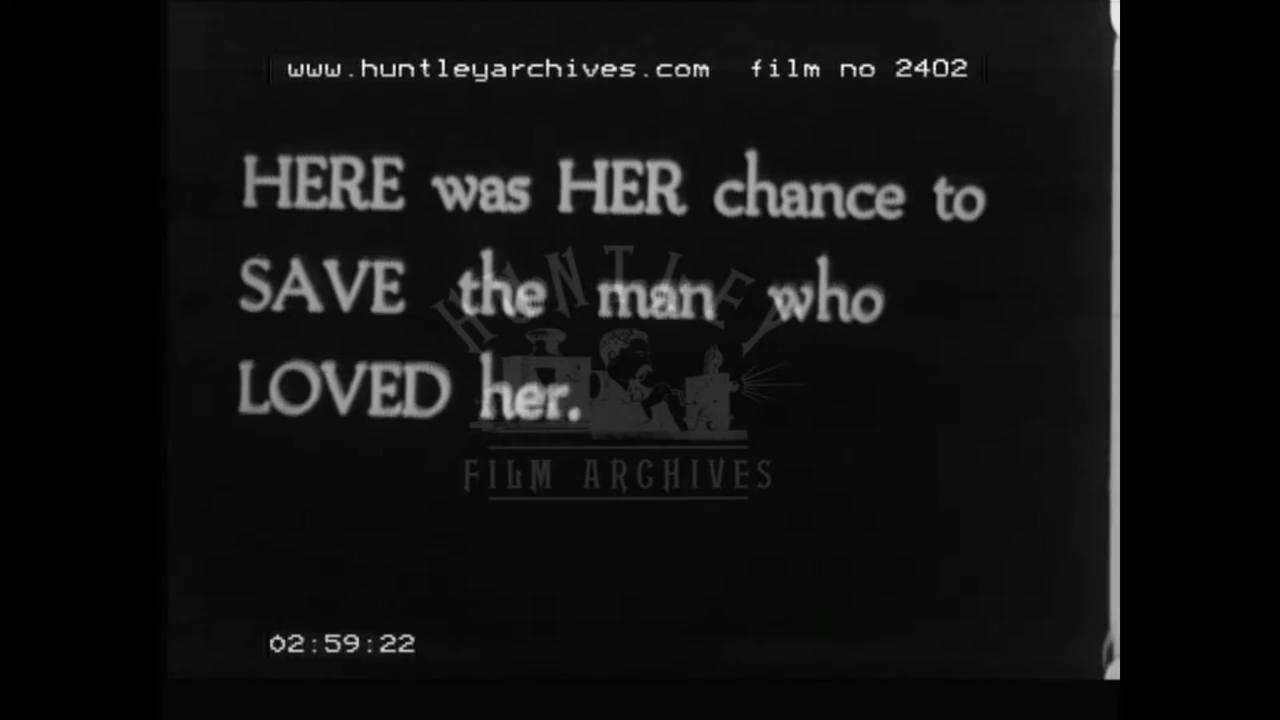 www.huntleyarchives.com film no 2402
HERE was HER chance to
SAVE the man who
LOVED her.
HUNTLEY
FILM ARCHIVES
02:59:22